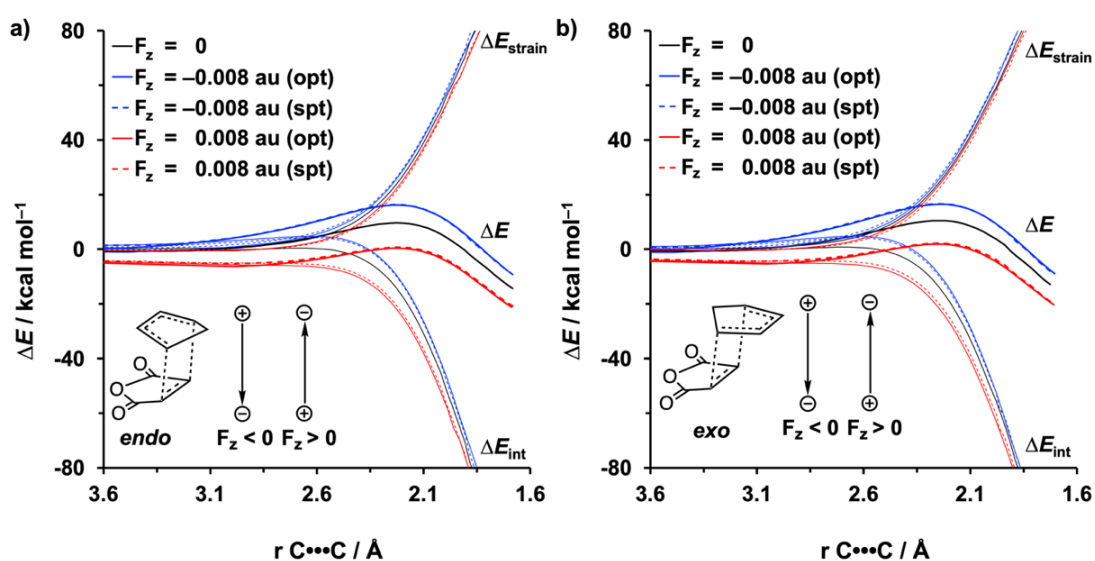 a)
80
40
0
-40
-80
ΔE / kcal mol⁻¹
F_z = 0
F_z = –0.008 au (opt)
F_z = –0.008 au (spt)
F_z = 0.008 au (opt)
F_z = 0.008 au (spt)
ΔE_strain
ΔE
ΔE_int
O
O
O
endo
+
−
−
+
F_z < 0
F_z > 0
3.6
3.1
2.6
2.1
1.6
r C•••C / Å
b)
80
40
0
-40
-80
ΔE / kcal mol⁻¹
F_z = 0
F_z = –0.008 au (opt)
F_z = –0.008 au (spt)
F_z = 0.008 au (opt)
F_z = 0.008 au (spt)
ΔE_strain
ΔE
ΔE_int
O
O
O
exo
+
−
−
+
F_z < 0
F_z > 0
3.6
3.1
2.6
2.1
1.6
r C•••C / Å